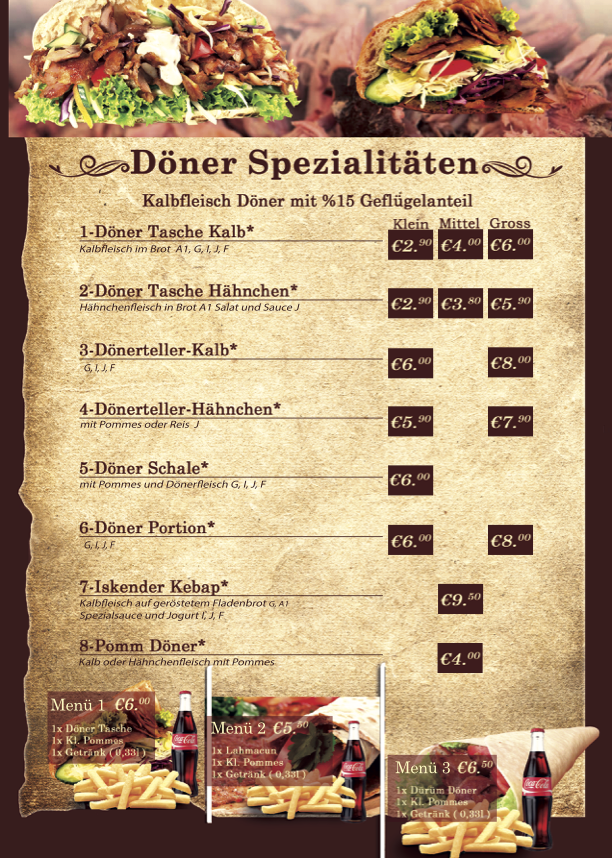 Döner Spezialitäten
Kalbfleisch Döner mit %15 Geflügelanteil
Klein Mittel Gross
1-Döner Tasche Kalb* €2.90 €4.00 €6.00
Kalbfleisch im Brot A1, G, I, J, F
2-Döner Tasche Hähnchen* €2.90 €3.80 €5.90
Hähnchenfleisch in Brot A1 Salat und Sauce J
3-Dönerteller-Kalb* €6.00 €8.00
G, I, J, F
4-Dönerteller-Hähnchen* €5.90 €7.90
mit Pommes oder Reis J
5-Döner Schale* €6.00
mit Pommes und Dönerfleisch G, I, J, F
6-Döner Portion* €6.00 €8.00
G, I, J, F
7-Iskender Kebap* €9.50
Kalbfleisch auf geröstetem Fladenbrot G, A1
Spezialsauce und Jogurt I, J, F
8-Pomm Döner* €4.00
Kalb oder Hähnchenfleisch mit Pommes
Menü 1 €6.00
1x Döner Tasche
1x Kl. Pommes
1x Getränk ( 0,33l )
Coca-Cola
Menü 2 €5.50
1x Lahmacun
1x Kl. Pommes
1x Getränk ( 0,33l )
Coca-Cola
Menü 3 €6.50
1x Dürüm Döner
1x Kl. Pommes
1x Getränk ( 0,33l )
Coca-Cola